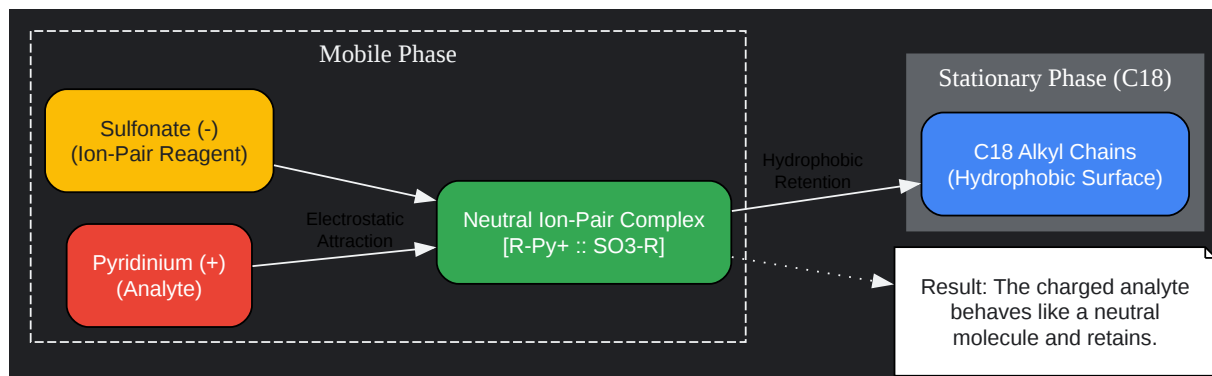 Mobile Phase
Sulfonate (-)
(Ion-Pair Reagent)
Pyridinium (+)
(Analyte)
Electrostatic
Attraction
Neutral Ion-Pair Complex
[R-Py+ :: SO3-R]
Hydrophobic
Retention
Stationary Phase (C18)
C18 Alkyl Chains
(Hydrophobic Surface)
Result: The charged analyte
behaves like a neutral
molecule and retains.